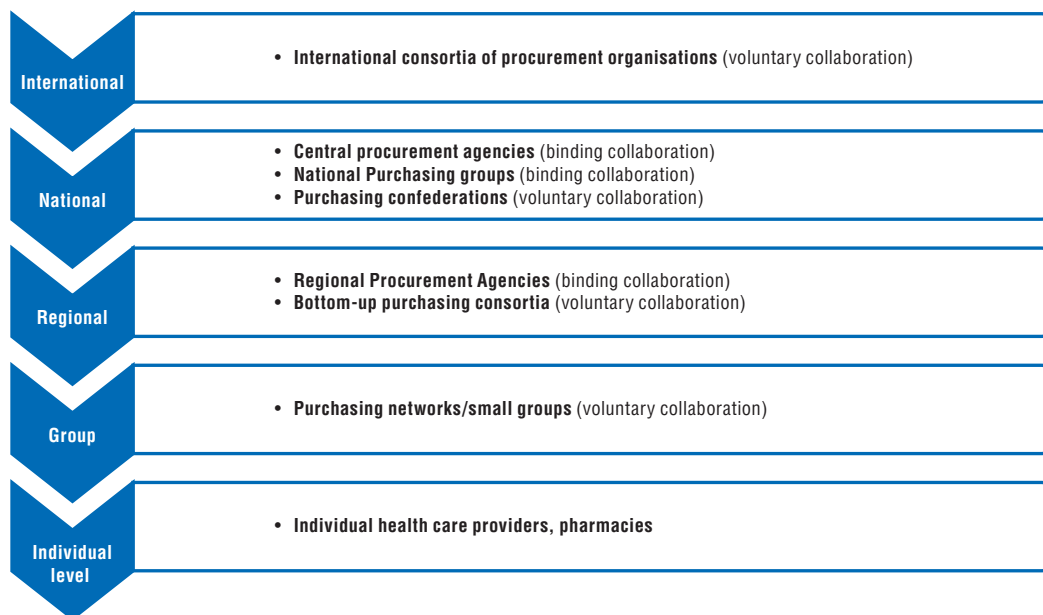 International
• International consortia of procurement organisations (voluntary collaboration)
National
• Central procurement agencies (binding collaboration)
• National Purchasing groups (binding collaboration)
• Purchasing confederations (voluntary collaboration)
Regional
• Regional Procurement Agencies (binding collaboration)
• Bottom-up purchasing consortia (voluntary collaboration)
Group
• Purchasing networks/small groups (voluntary collaboration)
Individual
level
• Individual health care providers, pharmacies